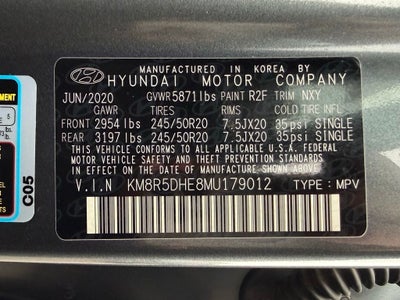 MANUFACTURED IN KOREA BY
HYUNDAI MOTOR COMPANY
JUN/2020 GVWR 5871lbs PAINT R2F TRIM NXY
GAWR TIRES RIMS COLD TIRE INFL
FRONT 2954 lbs 245/50R20 7.5JX20 35psi SINGLE
REAR 3197 lbs 245/50R20 7.5JX20 35psi SINGLE
THIS VEHICLE CONFORMS TO ALL APPLICABLE U.S.A. FEDERAL
MOTOR VEHICLE SAFETY STANDARDS
IN EFFECT ON THE DATE OF MANUFACTURE SHOWN ABOVE.
V.I.N KM8R5DHE8MU179012 TYPE : MPV
C05